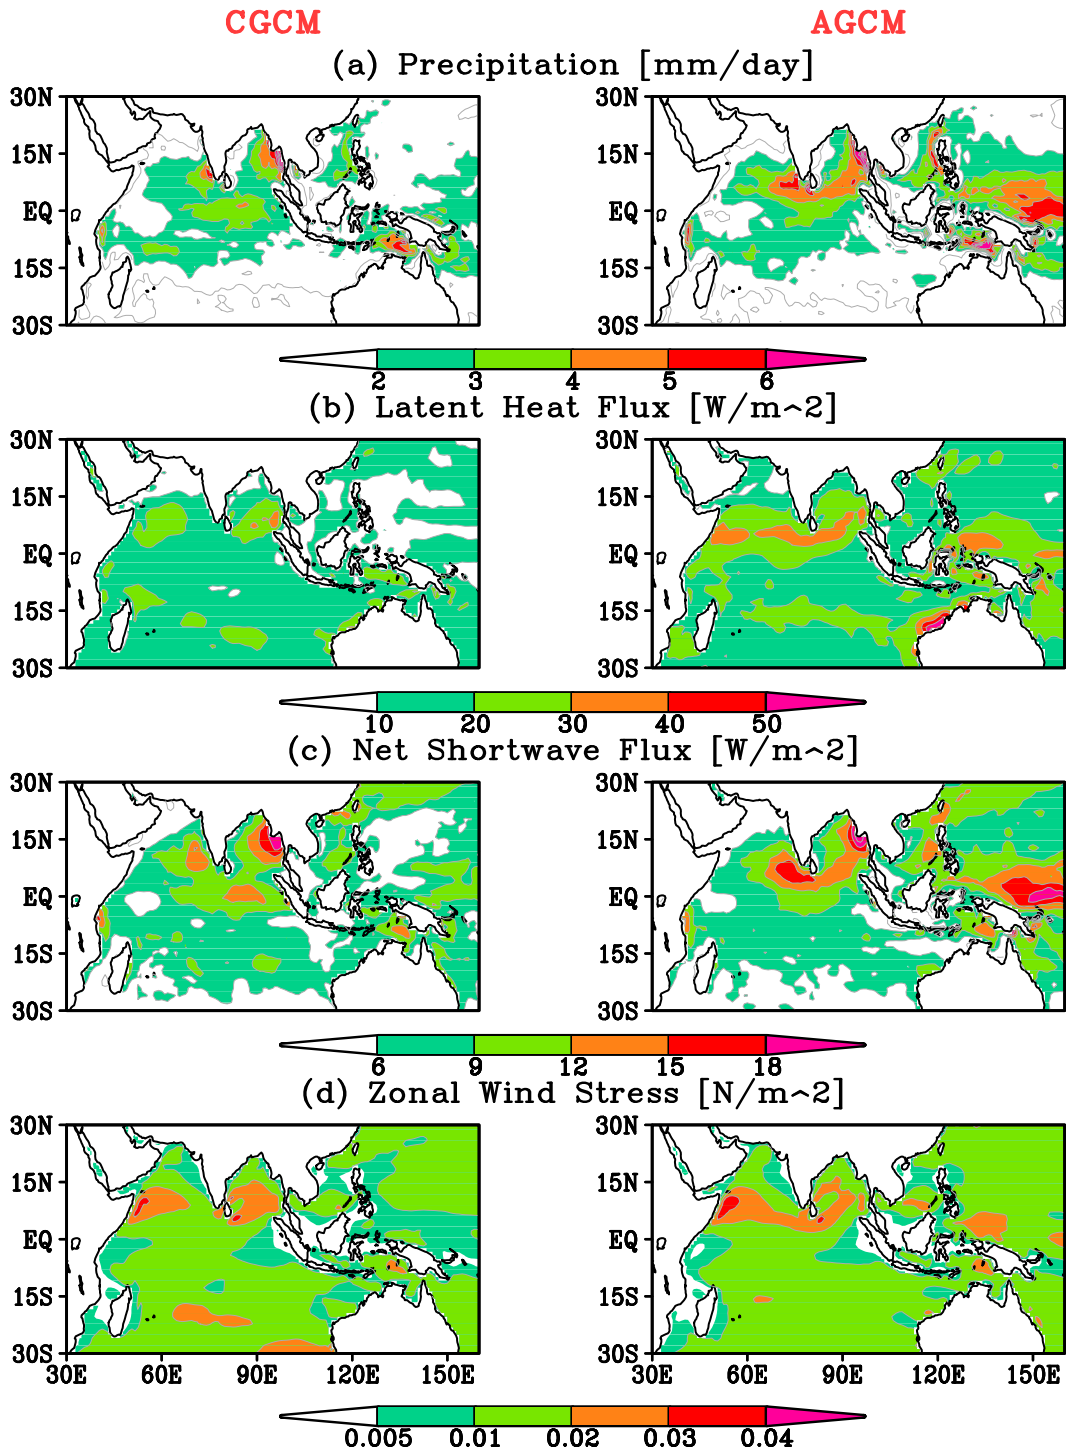 CGCM AGCM
(a) Precipitation [mm/day]
30N 30N
15N 15N
EQ EQ
15S 15S
30S 30S
2 3 4 5 6
(b) Latent Heat Flux [W/m^2]
30N 30N
15N 15N
EQ EQ
15S 15S
30S 30S
10 20 30 40 50
(c) Net Shortwave Flux [W/m^2]
30N 30N
15N 15N
EQ EQ
15S 15S
30S 30S
6 9 12 15 18
(d) Zonal Wind Stress [N/m^2]
30N 30N
15N 15N
EQ EQ
15S 15S
30S 30S
30E 60E 90E 120E 150E 30E 60E 90E 120E 150E
0.005 0.01 0.02 0.03 0.04